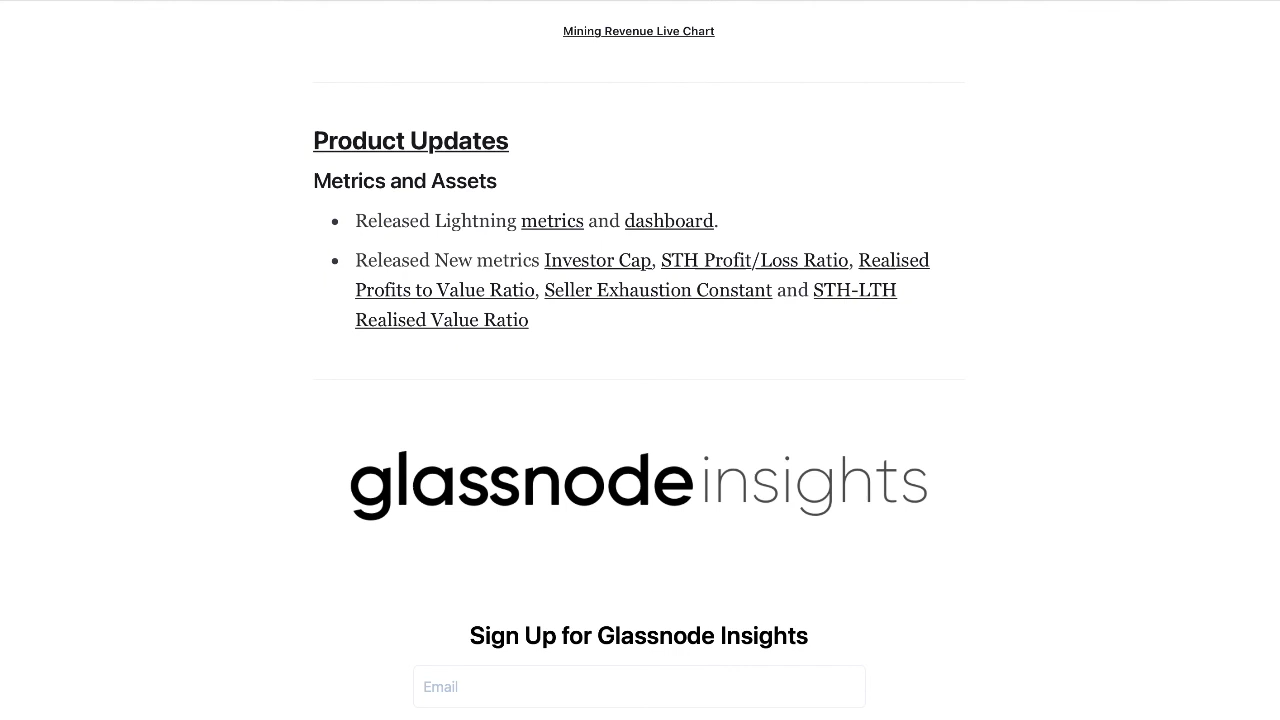 Mining Revenue Live Chart
Product Updates
Metrics and Assets
• Released Lightning metrics and dashboard.
• Released New metrics Investor Cap, STH Profit/Loss Ratio, Realised
Profits to Value Ratio, Seller Exhaustion Constant and STH-LTH
Realised Value Ratio
glassnode insights
Sign Up for Glassnode Insights
Email